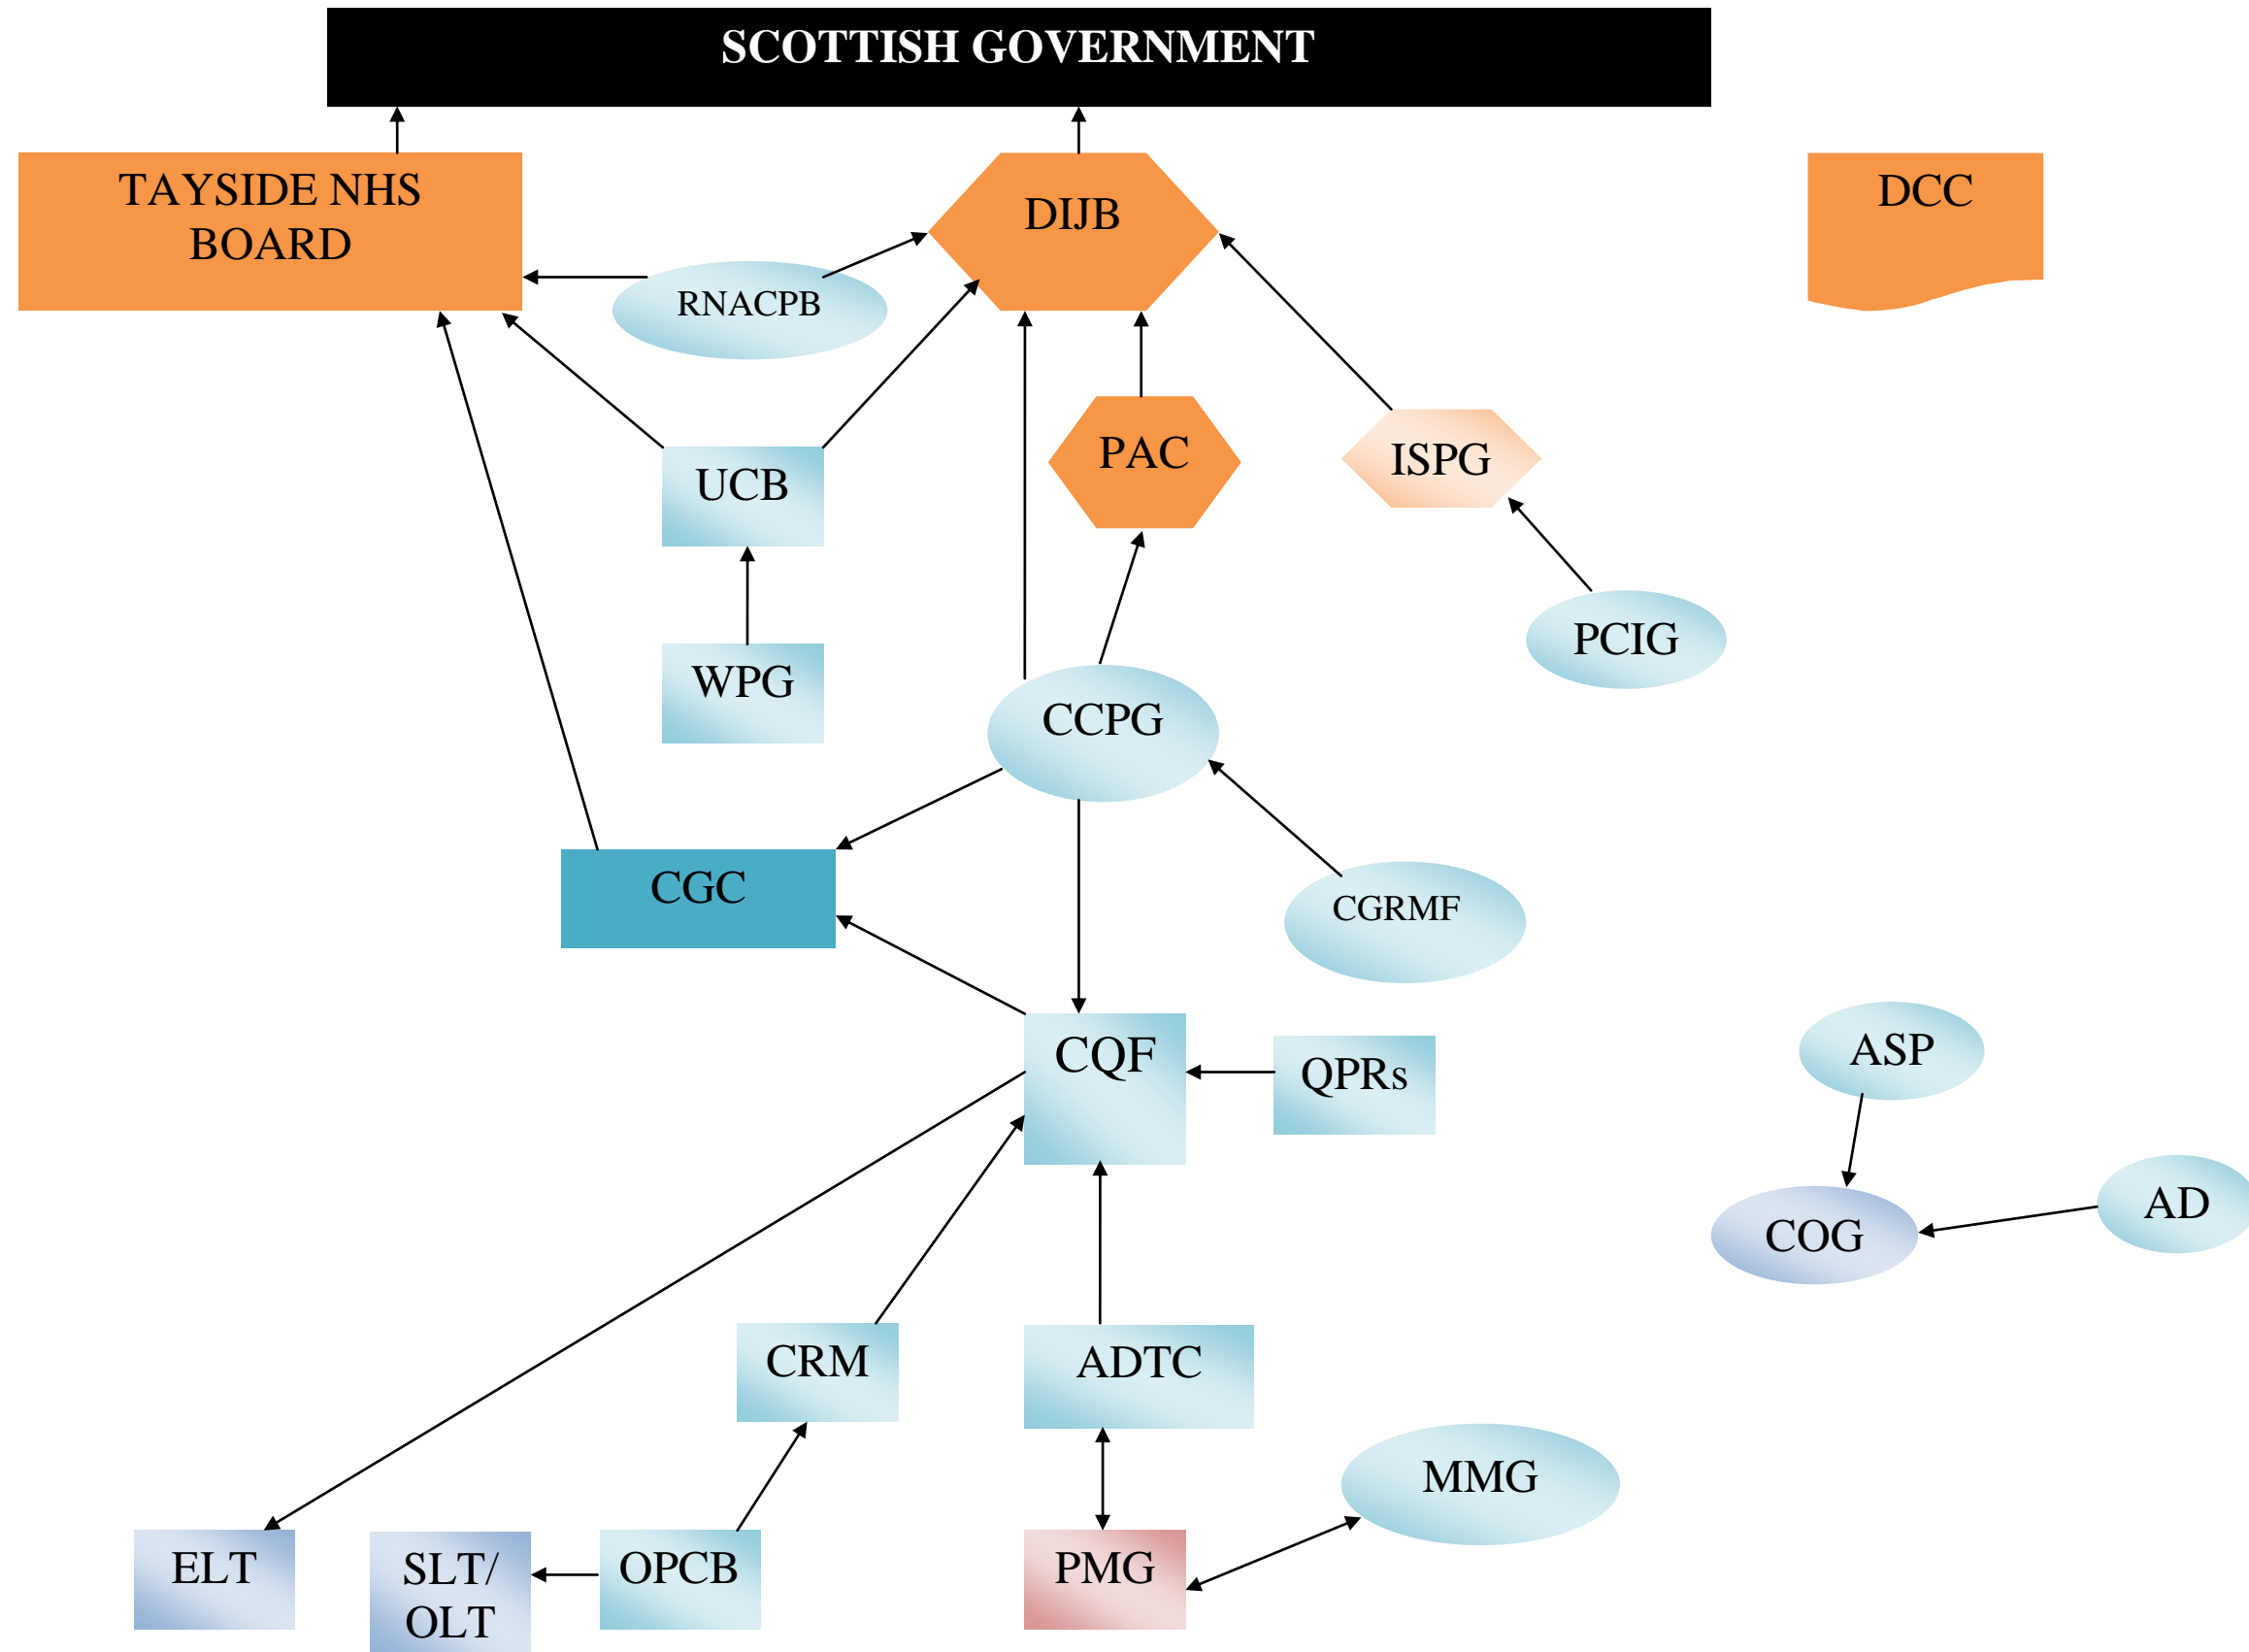 SCOTTISH GOVERNMENT
TAYSIDE NHS
BOARD
DIJB
DCC
RNACPB
PAC
ISPG
UCB
PCIG
WPG
CCPG
CGC
CGRMF
CQF
QPRs
ASP
AD
COG
CRM
ADTC
MMG
ELT
SLT/
OLT
OPCB
PMG